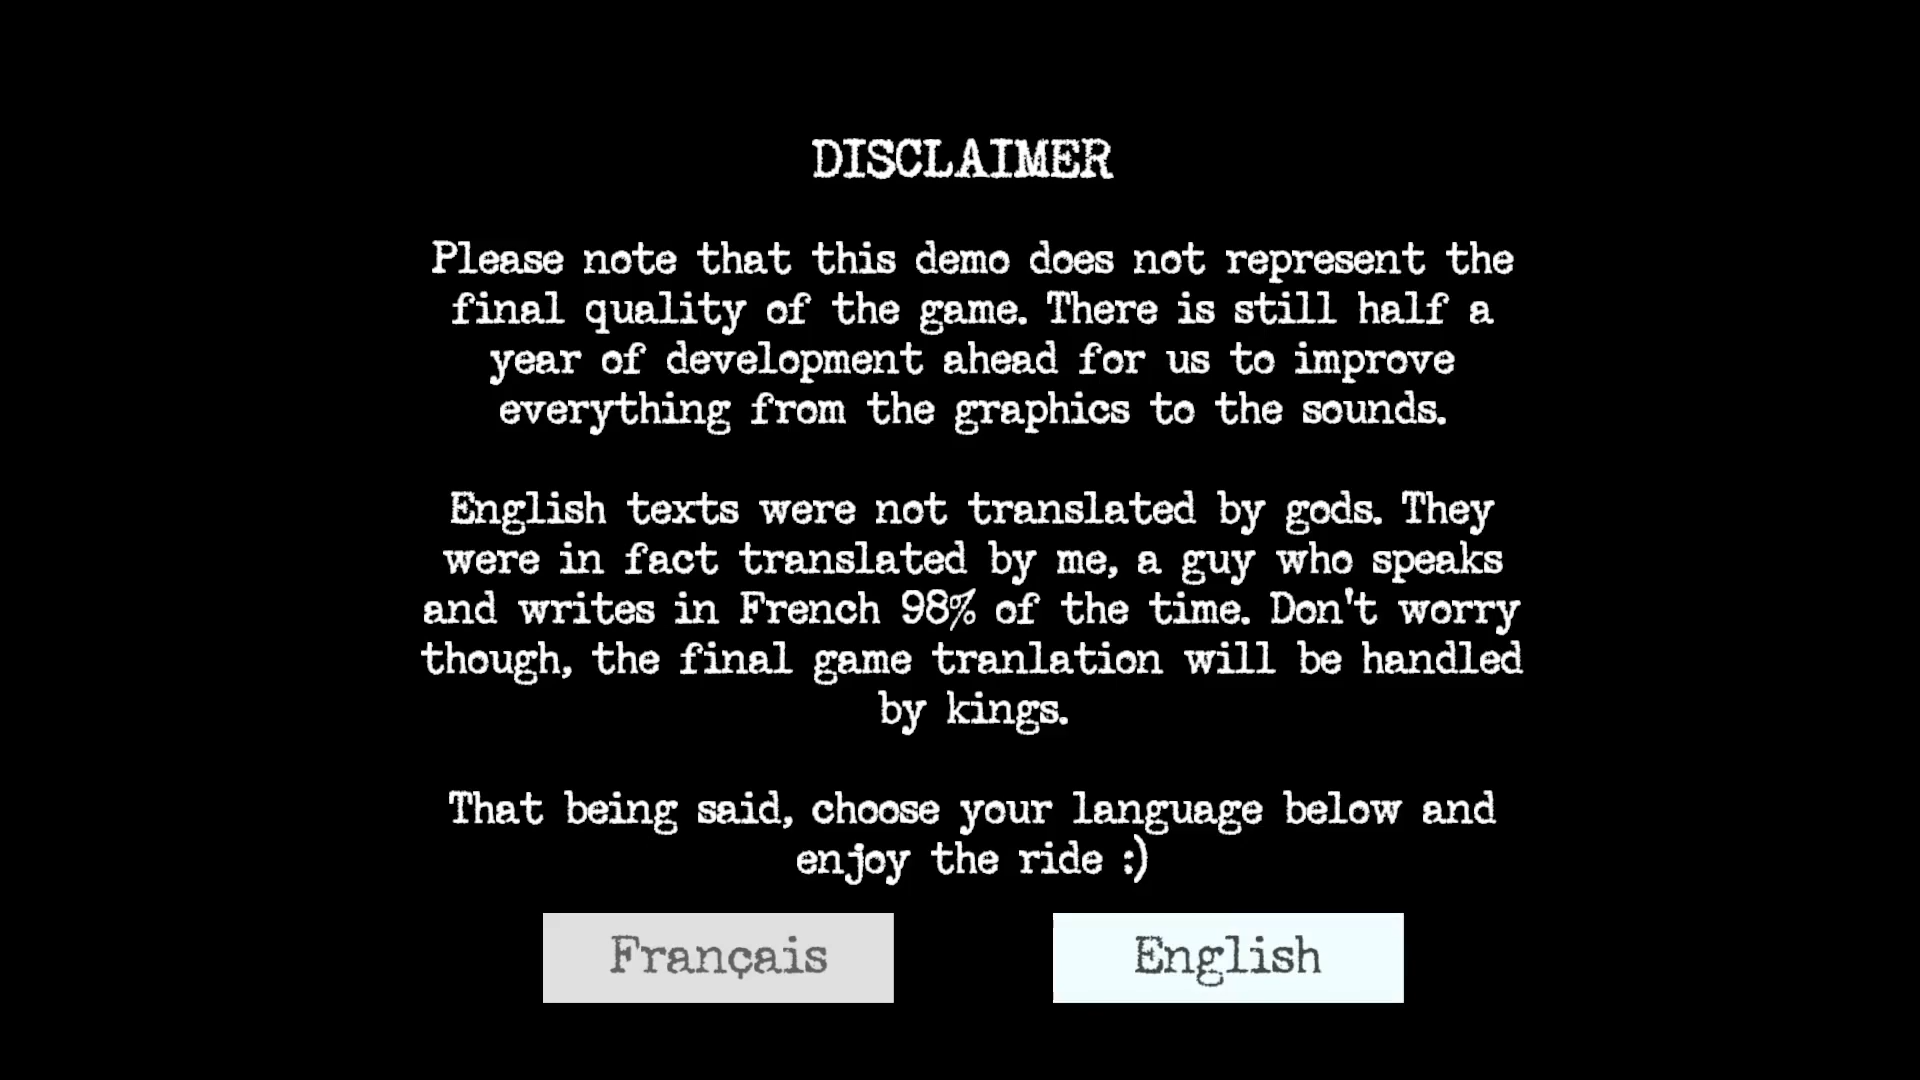 DISCLAIMER
Please note that this demo does not represent the
final quality of the game. There is still half a
year of development ahead for us to improve
everything from the graphics to the sounds.
English texts were not translated by gods. They
were in fact translated by me, a guy who speaks
and writes in French 98% of the time. Don't worry
though, the final game tranlation will be handled
by kings.
That being said, choose your language below and
enjoy the ride :)
Français English